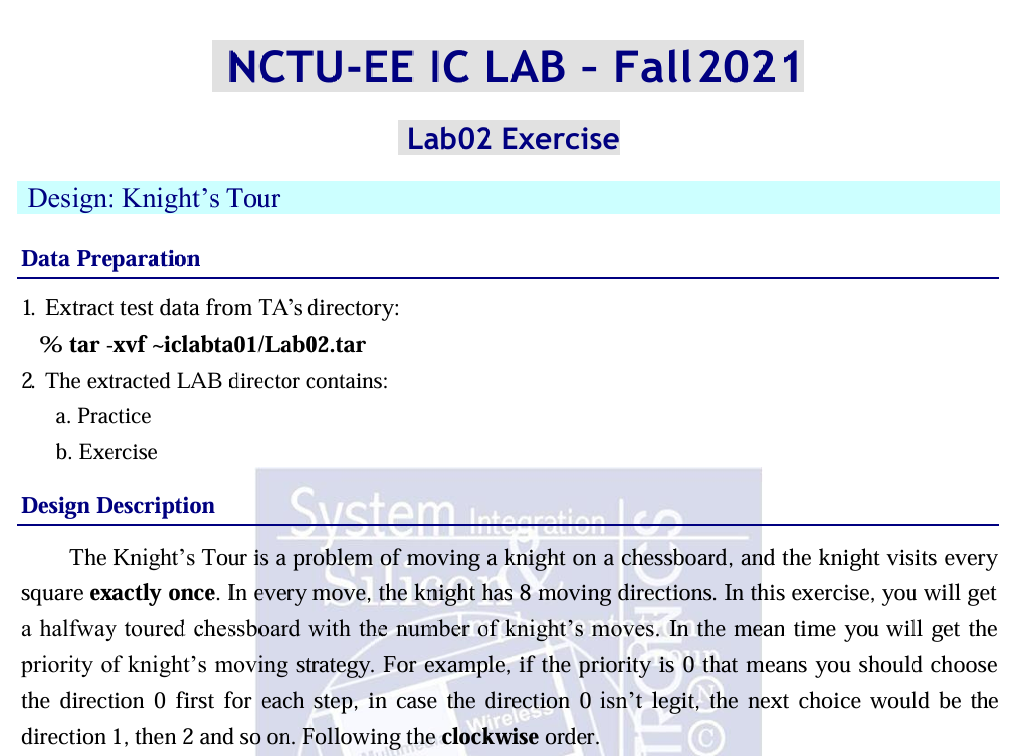 NCTU-EE IC LAB – Fall2021
Lab02 Exercise
Design: Knight's Tour
Data Preparation
1. Extract test data from TA's directory:
% tar -xvf ~iclabta01/Lab02.tar
2. The extracted LAB director contains:
a. Practice
b. Exercise
Design Description
System Integration
The Knight's Tour is a problem of moving a knight on a chessboard, and the knight visits every
Silicon &
square exactly once. In every move, the knight has 8 moving directions. In this exercise, you will get
a halfway toured chessboard with the number of knight's moves. In the mean time you will get the
Implementation
Group
priority of knight's moving strategy. For example, if the priority is 0 that means you should choose
the direction 0 first for each step, in case the direction 0 isn't legit, the next choice would be the
Wireless
direction 1, then 2 and so on. Following the clockwise order.